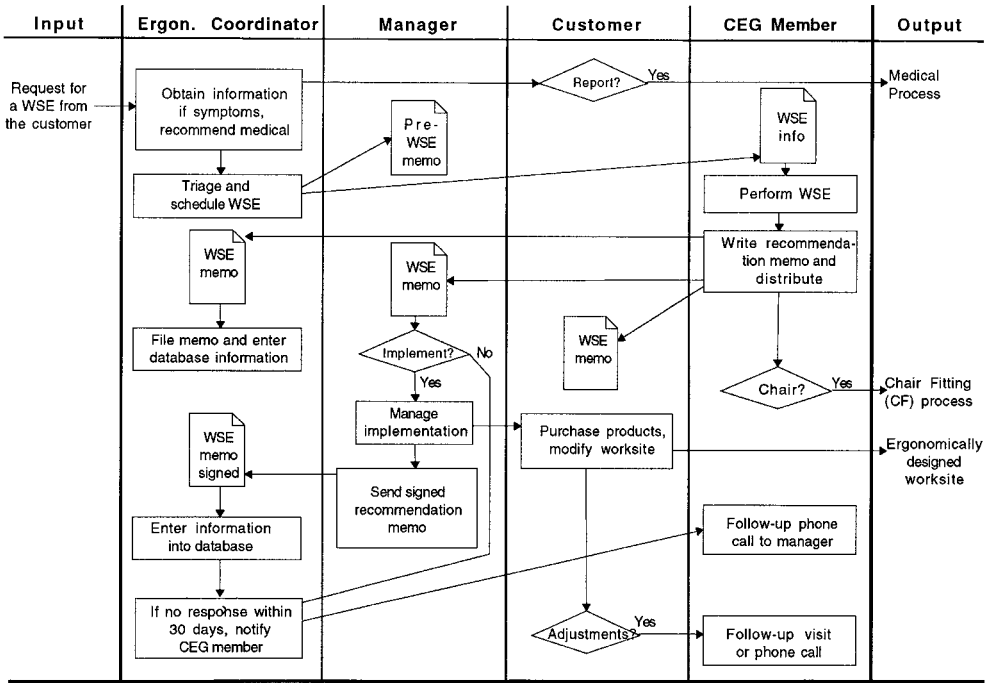 Input
Ergon. Coordinator
Manager
Customer
CEG Member
Output
Request for
a WSE from
the customer
Obtain information
if symptoms,
recommend medical
Report?
Yes
Medical
Process
Pre-
WSE
memo
WSE
info
Triage and
schedule WSE
Perform WSE
WSE
memo
WSE
memo
Write recommenda-
tion memo and
distribute
WSE
memo
File memo and enter
database information
Implement?
No
Yes
Chair?
Yes
Chair Fitting
(CF) process
WSE
memo
signed
Manage
implementation
Purchase products,
modify worksite
Ergonomically
designed
worksite
Send signed
recommendation
memo
Enter information
into database
Follow-up phone
call to manager
If no response within
30 days, notify
CEG member
Adjustments?
Yes
Follow-up visit
or phone call